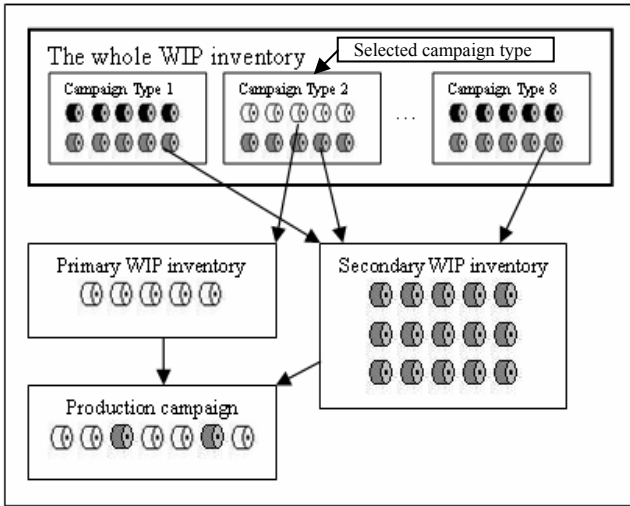 The whole WIP inventory
Selected campaign type
Campaign Type 1
Campaign Type 2
...
Campaign Type 8
Primary WIP inventory
Secondary WIP inventory
Production campaign